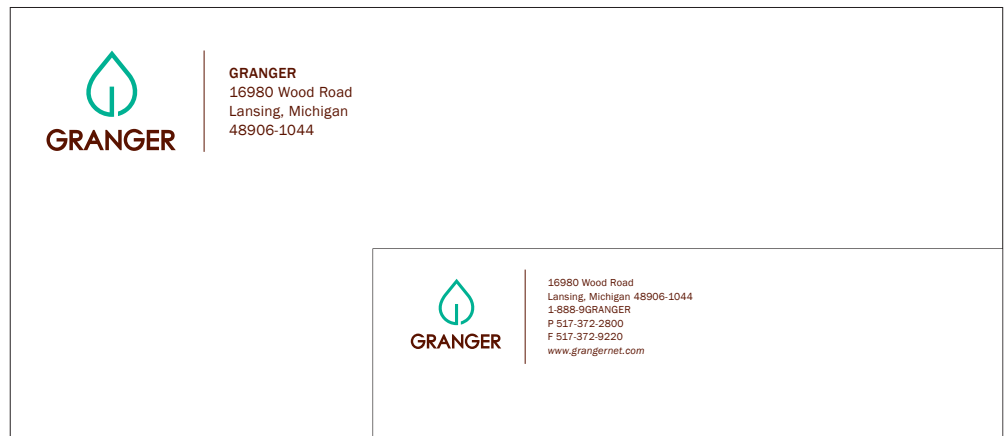 GRANGER
GRANGER
16980 Wood Road
Lansing, Michigan
48906-1044
GRANGER
16980 Wood Road
Lansing, Michigan 48906-1044
1-888-9GRANGER
P 517-372-2800
F 517-372-9220
www.grangernet.com